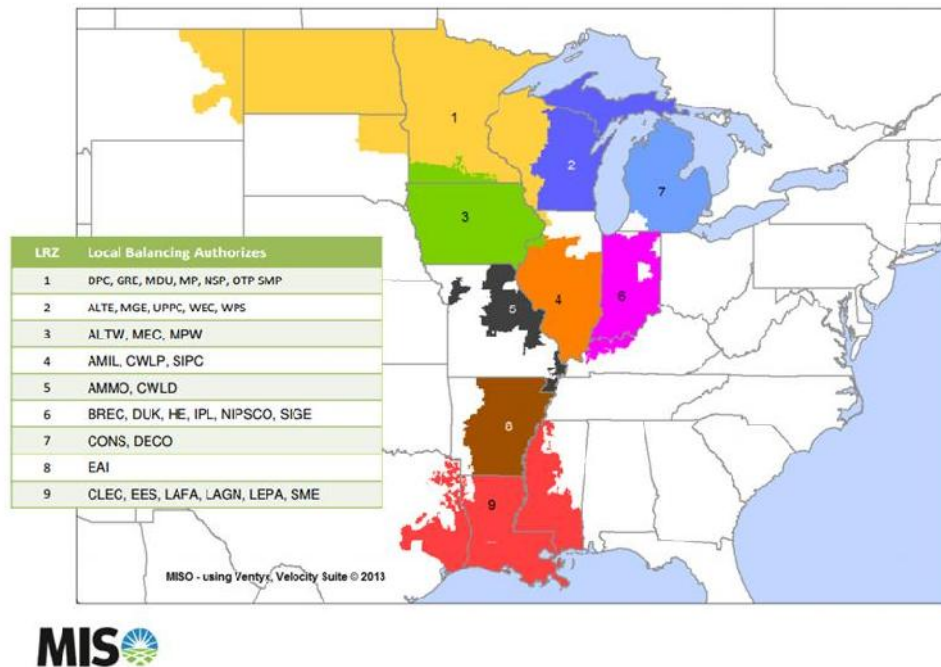 1
2
7
3
4
6
5
8
9
LRZ Local Balancing Authorizes
1 DPC, GRE, MDU, MP, NSP, OTP SMP
2 ALTE, MGE, UPPC, WEC, WPS
3 ALTW, MEC, MPW
4 AMIL, CWLP, SIPC
5 AMMO, CWLD
6 BREC, DUK, HE, IPL, NIPSCO, SIGE
7 CONS, DECO
8 EAI
9 CLEC, EES, LAFA, LAGN, LEPA, SME
MISO - using Ventyx, Velocity Suite © 2013
MISO